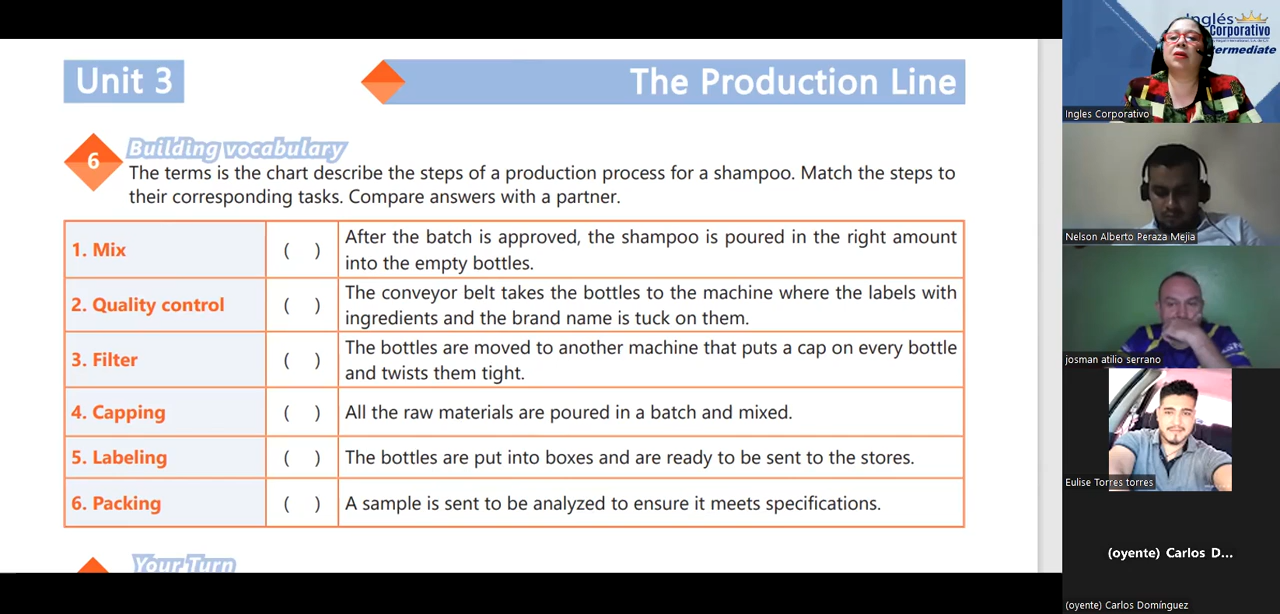 Unit 3
The Production Line
6
Building vocabulary
The terms is the chart describe the steps of a production process for a shampoo. Match the steps to
their corresponding tasks. Compare answers with a partner.
1. Mix ( ) After the batch is approved, the shampoo is poured in the right amount
into the empty bottles.
2. Quality control ( ) The conveyor belt takes the bottles to the machine where the labels with
ingredients and the brand name is tuck on them.
3. Filter ( ) The bottles are moved to another machine that puts a cap on every bottle
and twists them tight.
4. Capping ( ) All the raw materials are poured in a batch and mixed.
5. Labeling ( ) The bottles are put into boxes and are ready to be sent to the stores.
6. Packing ( ) A sample is sent to be analyzed to ensure it meets specifications.
Your Turn
Inglés
Corporativo
termediate
Ingles Corporativo
Nelson Alberto Peraza Mejia
josman atilio serrano
Eulise Torres torres
(oyente) Carlos D...
(oyente) Carlos Domínguez